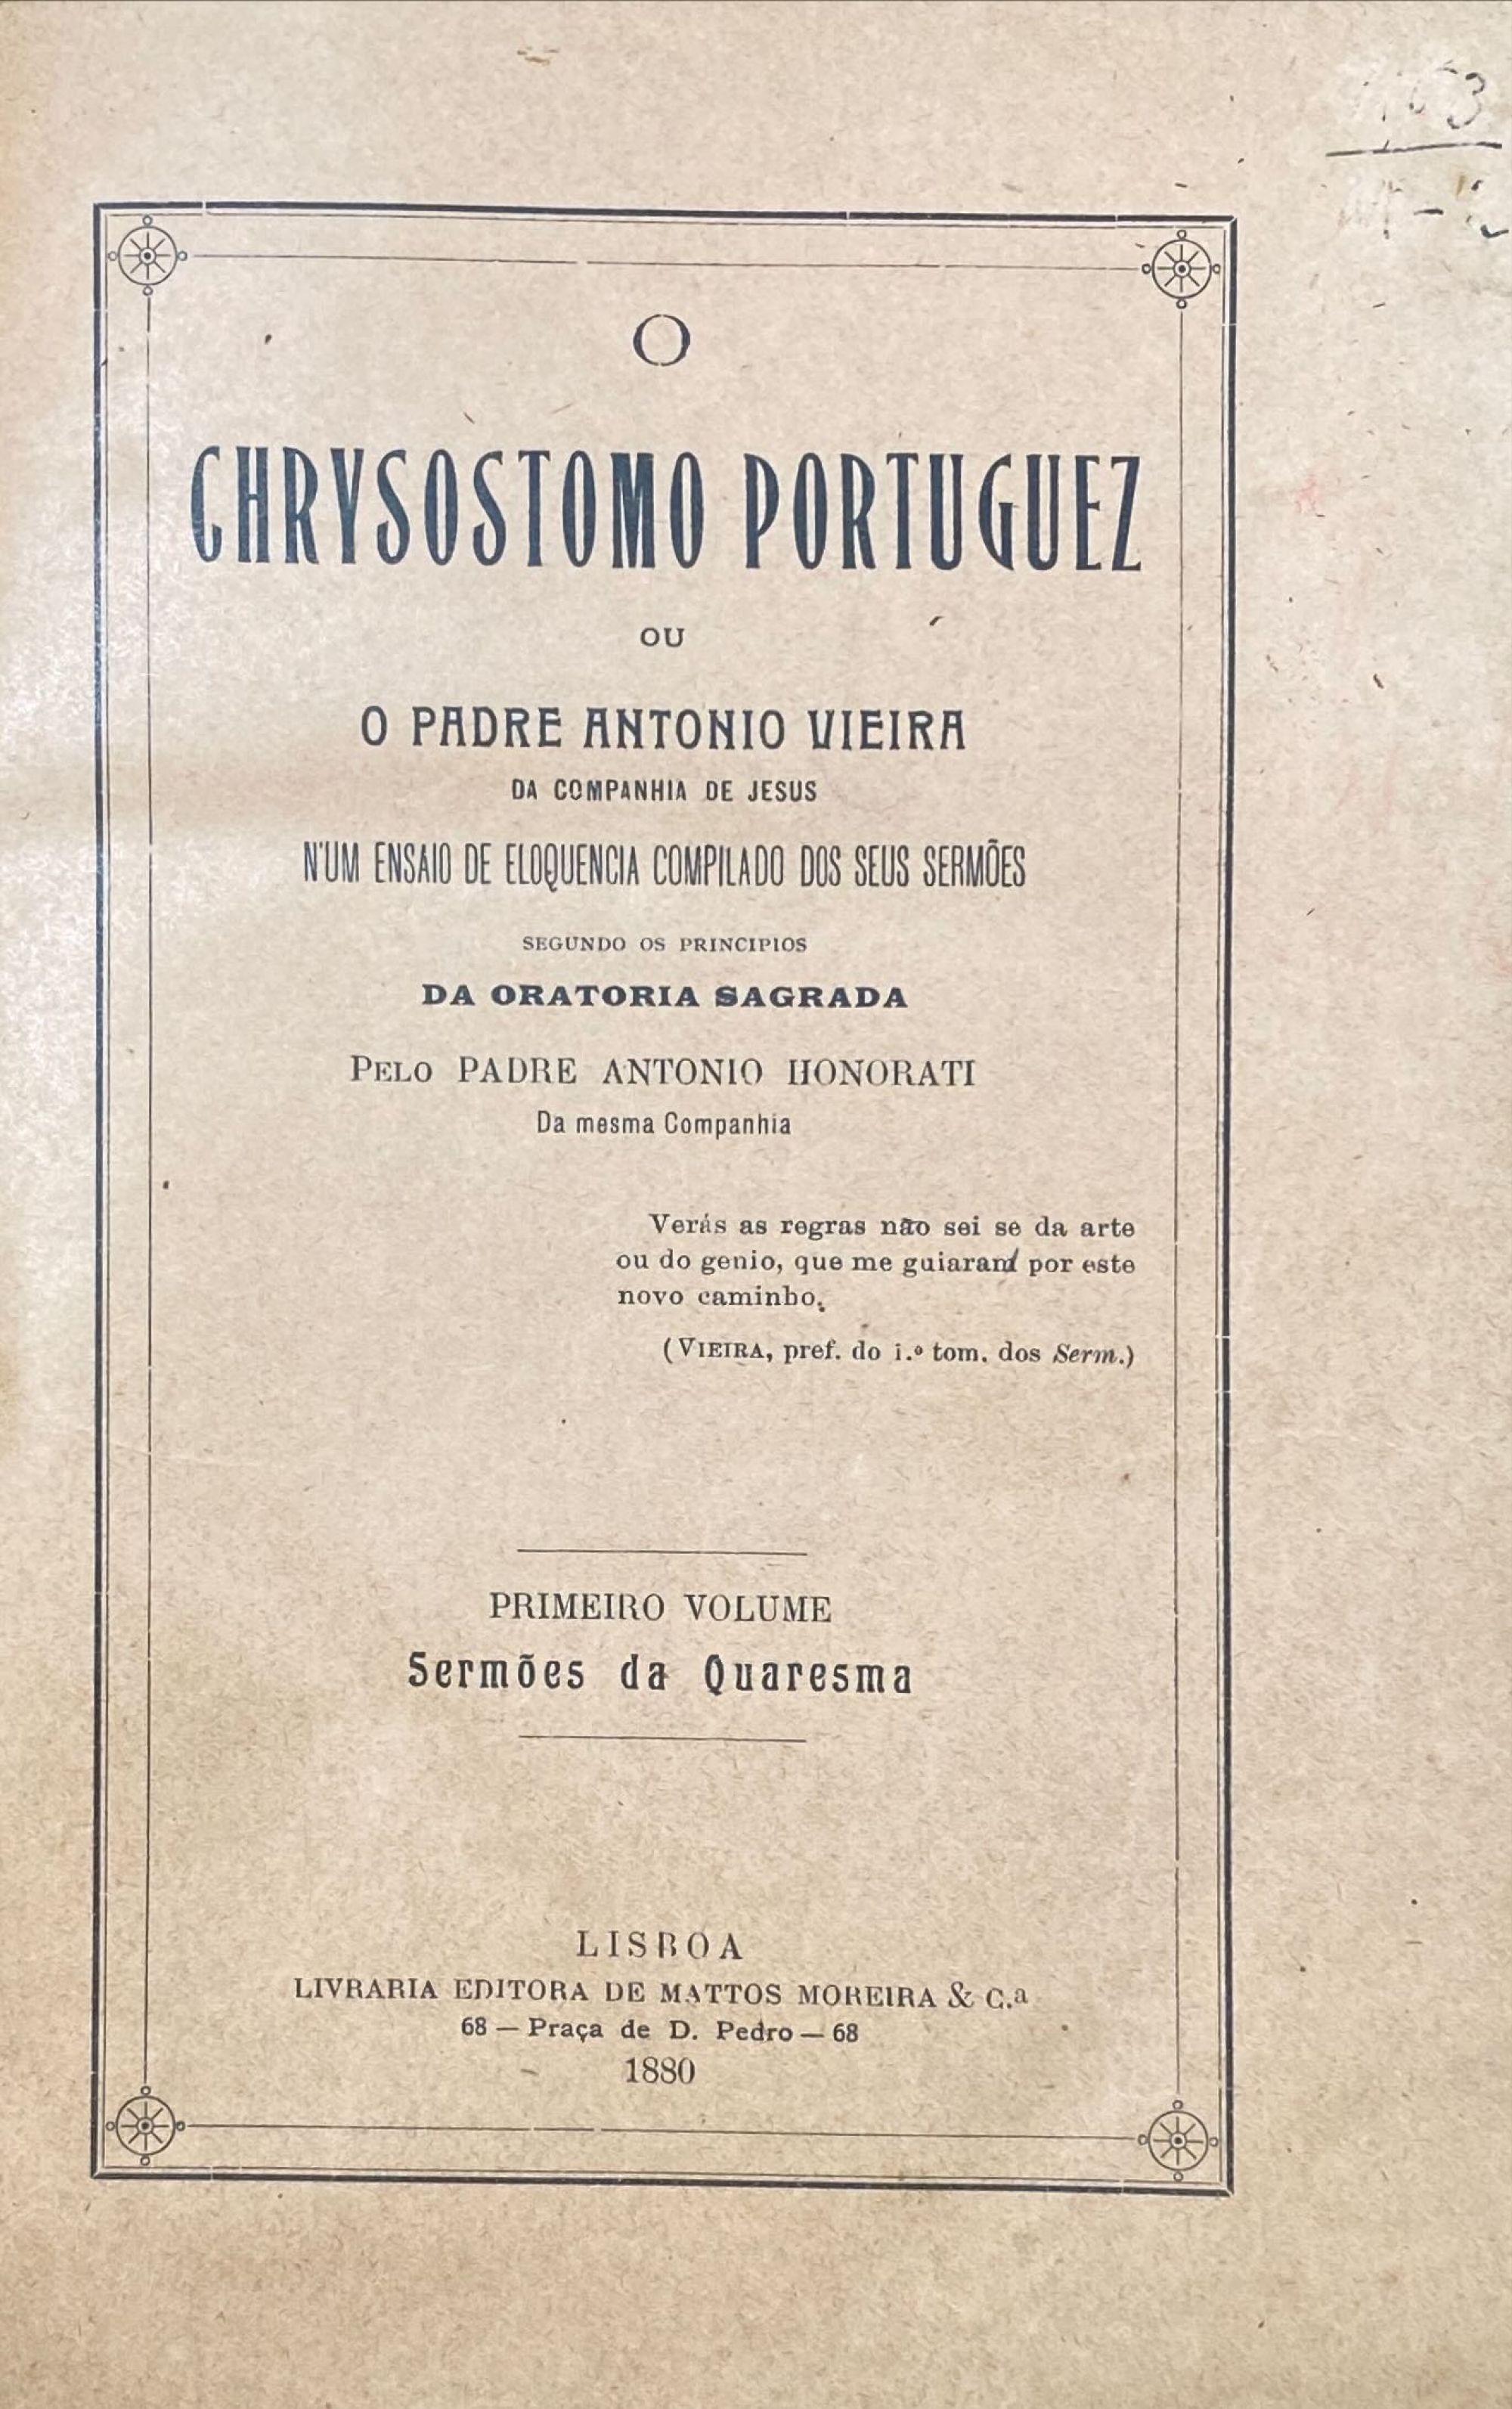 O
CHRYSOSTOMO PORTUGUEZ
OU
O PADRE ANTONIO VIEIRA
DA COMPANHIA DE JESUS
N'UM ENSAIO DE ELOQUENCIA COMPILADO DOS SEUS SERMÕES
SEGUNDO OS PRINCIPIOS
DA ORATORIA SAGRADA
PELO PADRE ANTONIO HONORATI
Da mesma Companhia
Verás as regras não sei se da arte
ou do genio, que me guiaram por este
novo caminho.
(VIEIRA, pref. do 1.º tom. dos Serm.)
PRIMEIRO VOLUME
Sermões da Quaresma
LISBOA
LIVRARIA EDITORA DE MATTOS MOREIRA & C.ª
68 — Praça de D. Pedro — 68
1880